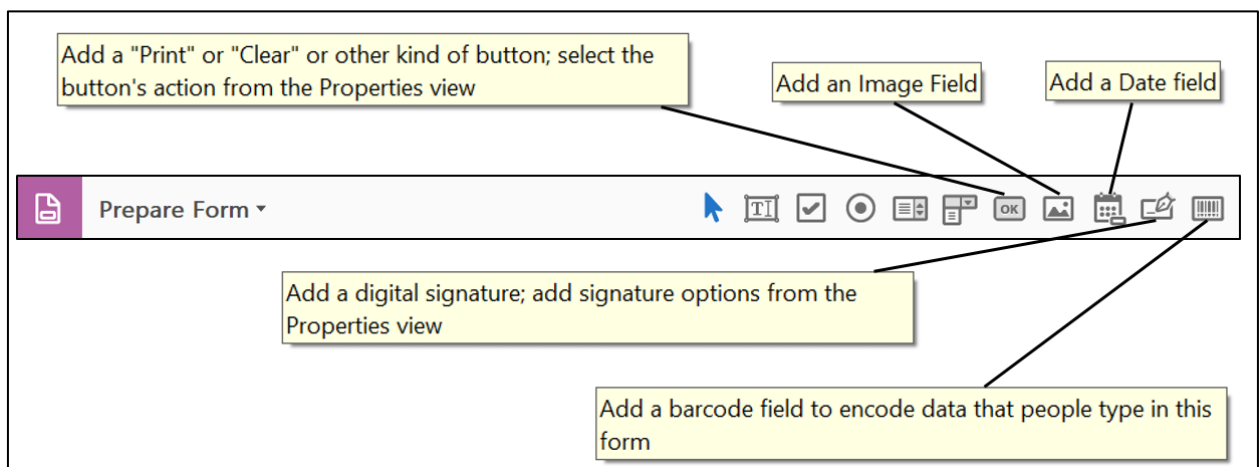 Add a "Print" or "Clear" or other kind of button; select the
button's action from the Properties view
Add an Image Field
Add a Date field
Prepare Form
TI
OK
Add a digital signature; add signature options from the
Properties view
Add a barcode field to encode data that people type in this
form